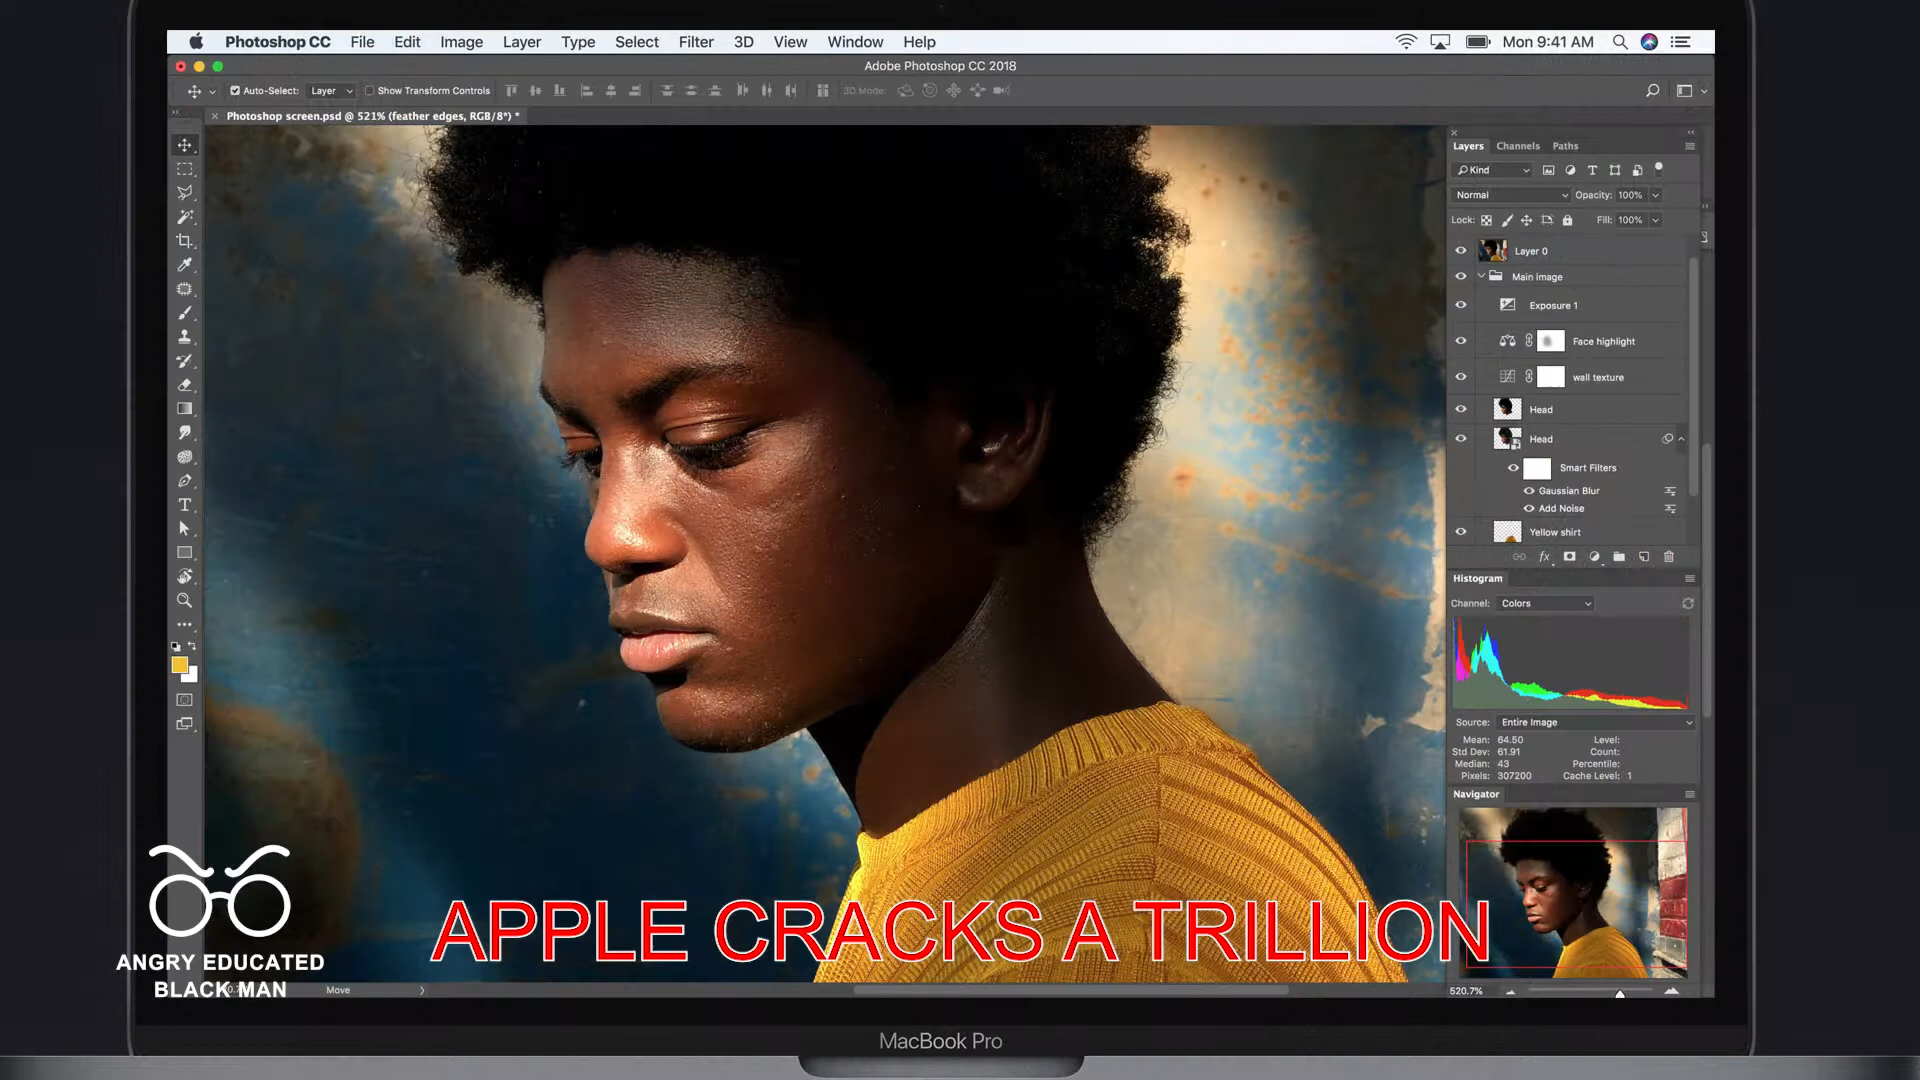 Photoshop CC File Edit Image Layer Type Select Filter 3D View Window Help Mon 9:41 AM
Adobe Photoshop CC 2018
Auto-Select: Layer Show Transform Controls 3D Mode:
Photoshop screen.psd @ 521% (feather edges, RGB/8*) *
Layers Channels Paths
Kind
Normal Opacity: 100%
Lock: Fill: 100%
Layer 0
Main image
Exposure 1
Face highlight
wall texture
Head
Head
Smart Filters
Gaussian Blur
Add Noise
Yellow shirt
fx
Histogram
Channel: Colors
Source: Entire Image
Mean: 64.50 Level:
Std Dev: 61.91 Count:
Median: 43 Percentile:
Pixels: 307200 Cache Level: 1
Navigator
520.7%
APPLE CRACKS A TRILLION
ANGRY EDUCATED
BLACK MAN
Move
MacBook Pro